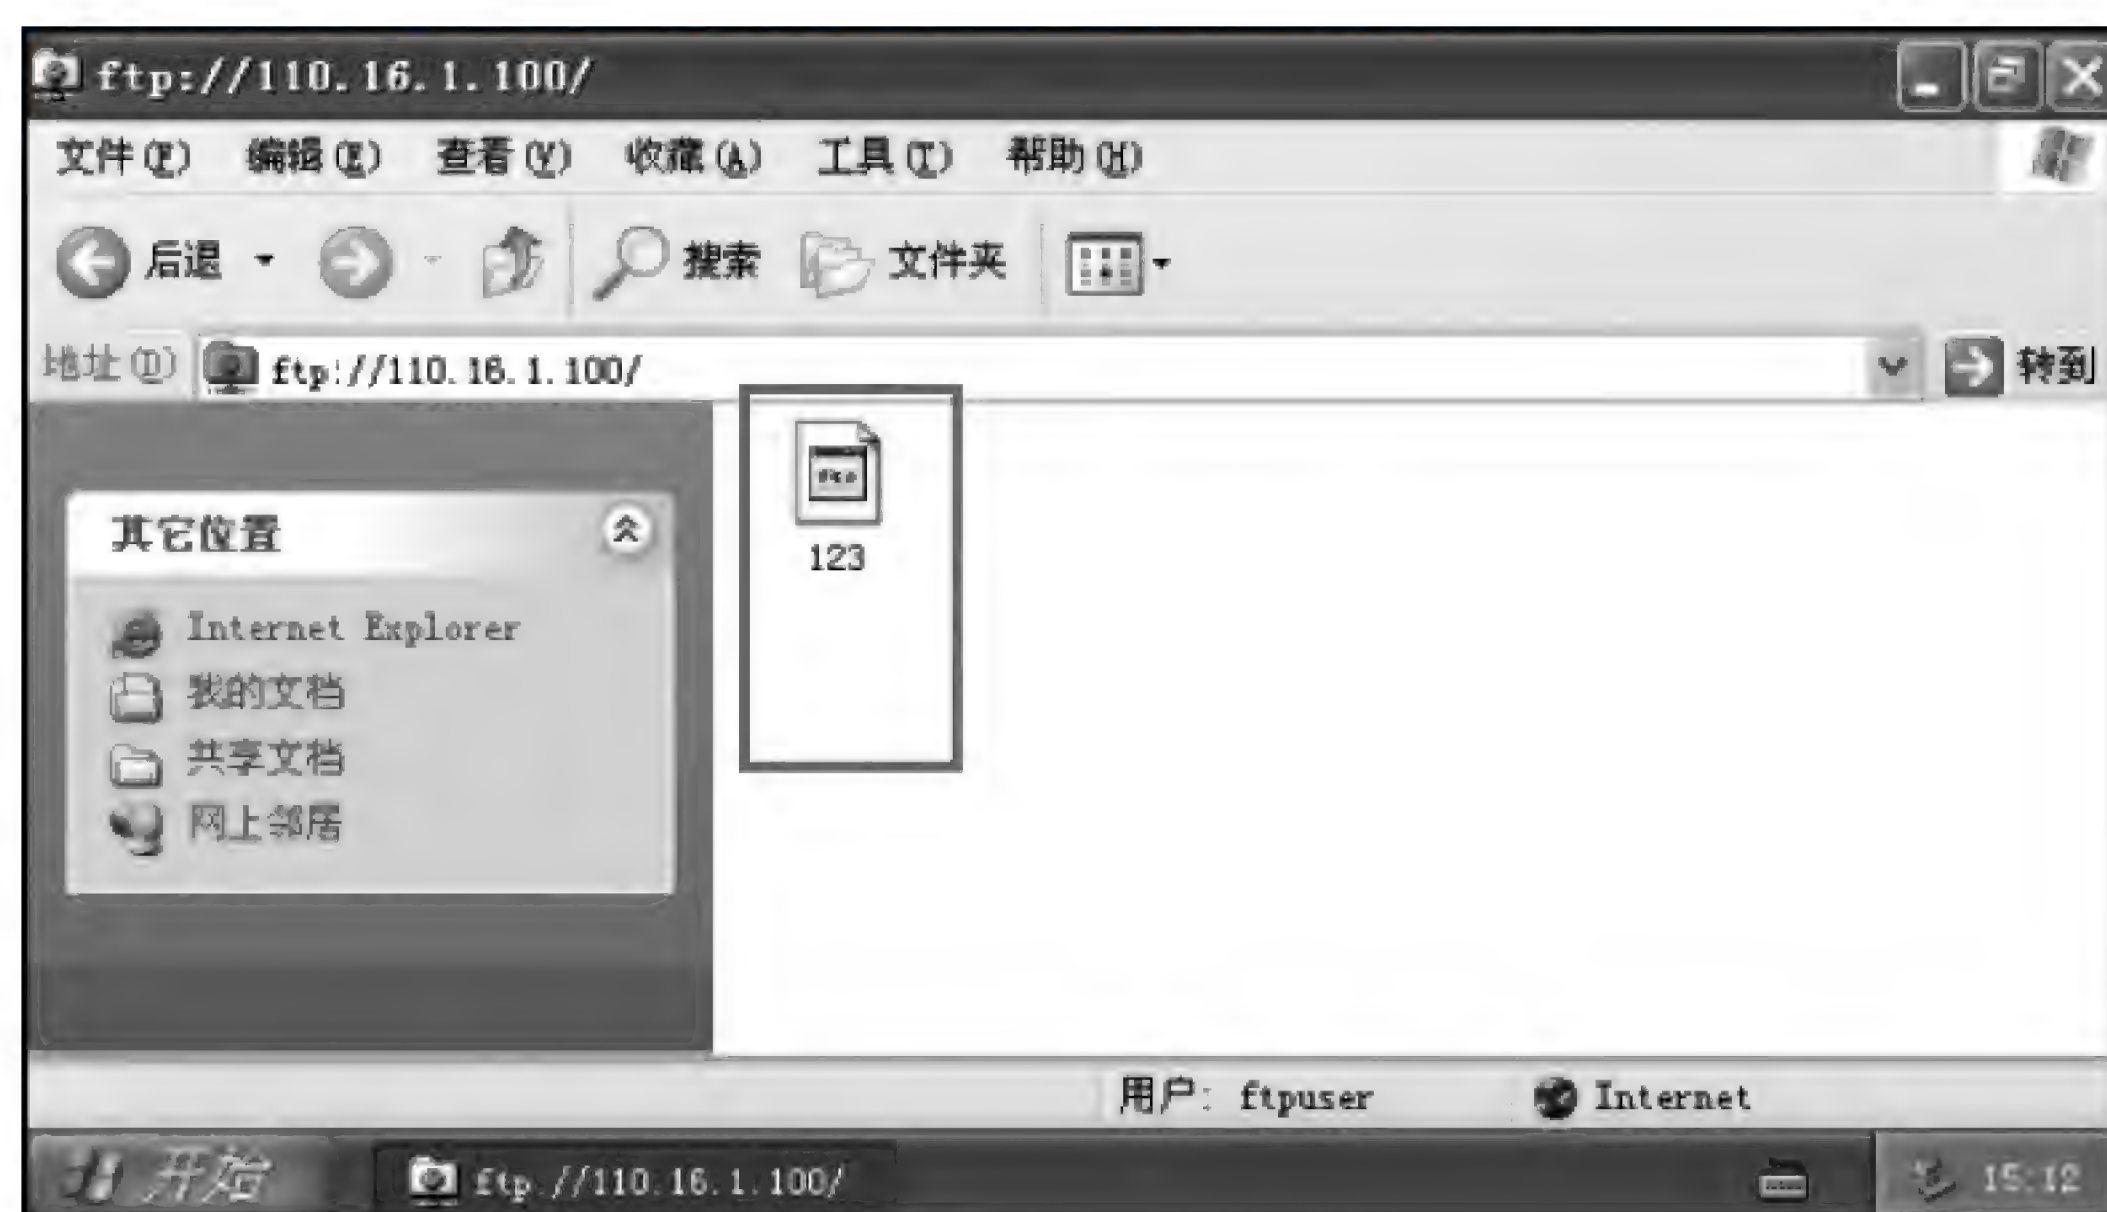 ftp://110.16.1.100/
文件(F) 编辑(E) 查看(V) 收藏(A) 工具(T) 帮助(H)
后退 搜索 文件夹
地址(D) ftp://110.16.1.100/ 转到
ftp
123
其它位置
Internet Explorer
我的文档
共享文档
网上邻居
用户: ftpuser Internet
开始 ftp://110.16.1.100/ 15:12